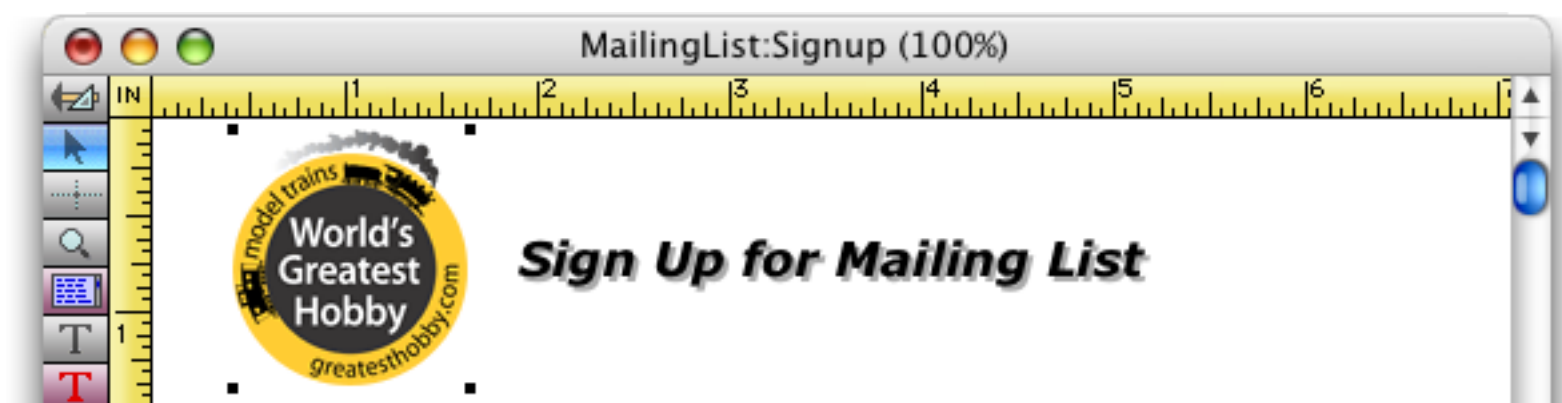 MailingList:Signup (100%)
IN 1 2 3 4 5 6 7
model trains
World's
Greatest
Hobby
greatesthobby.com
Sign Up for Mailing List
T
1
T